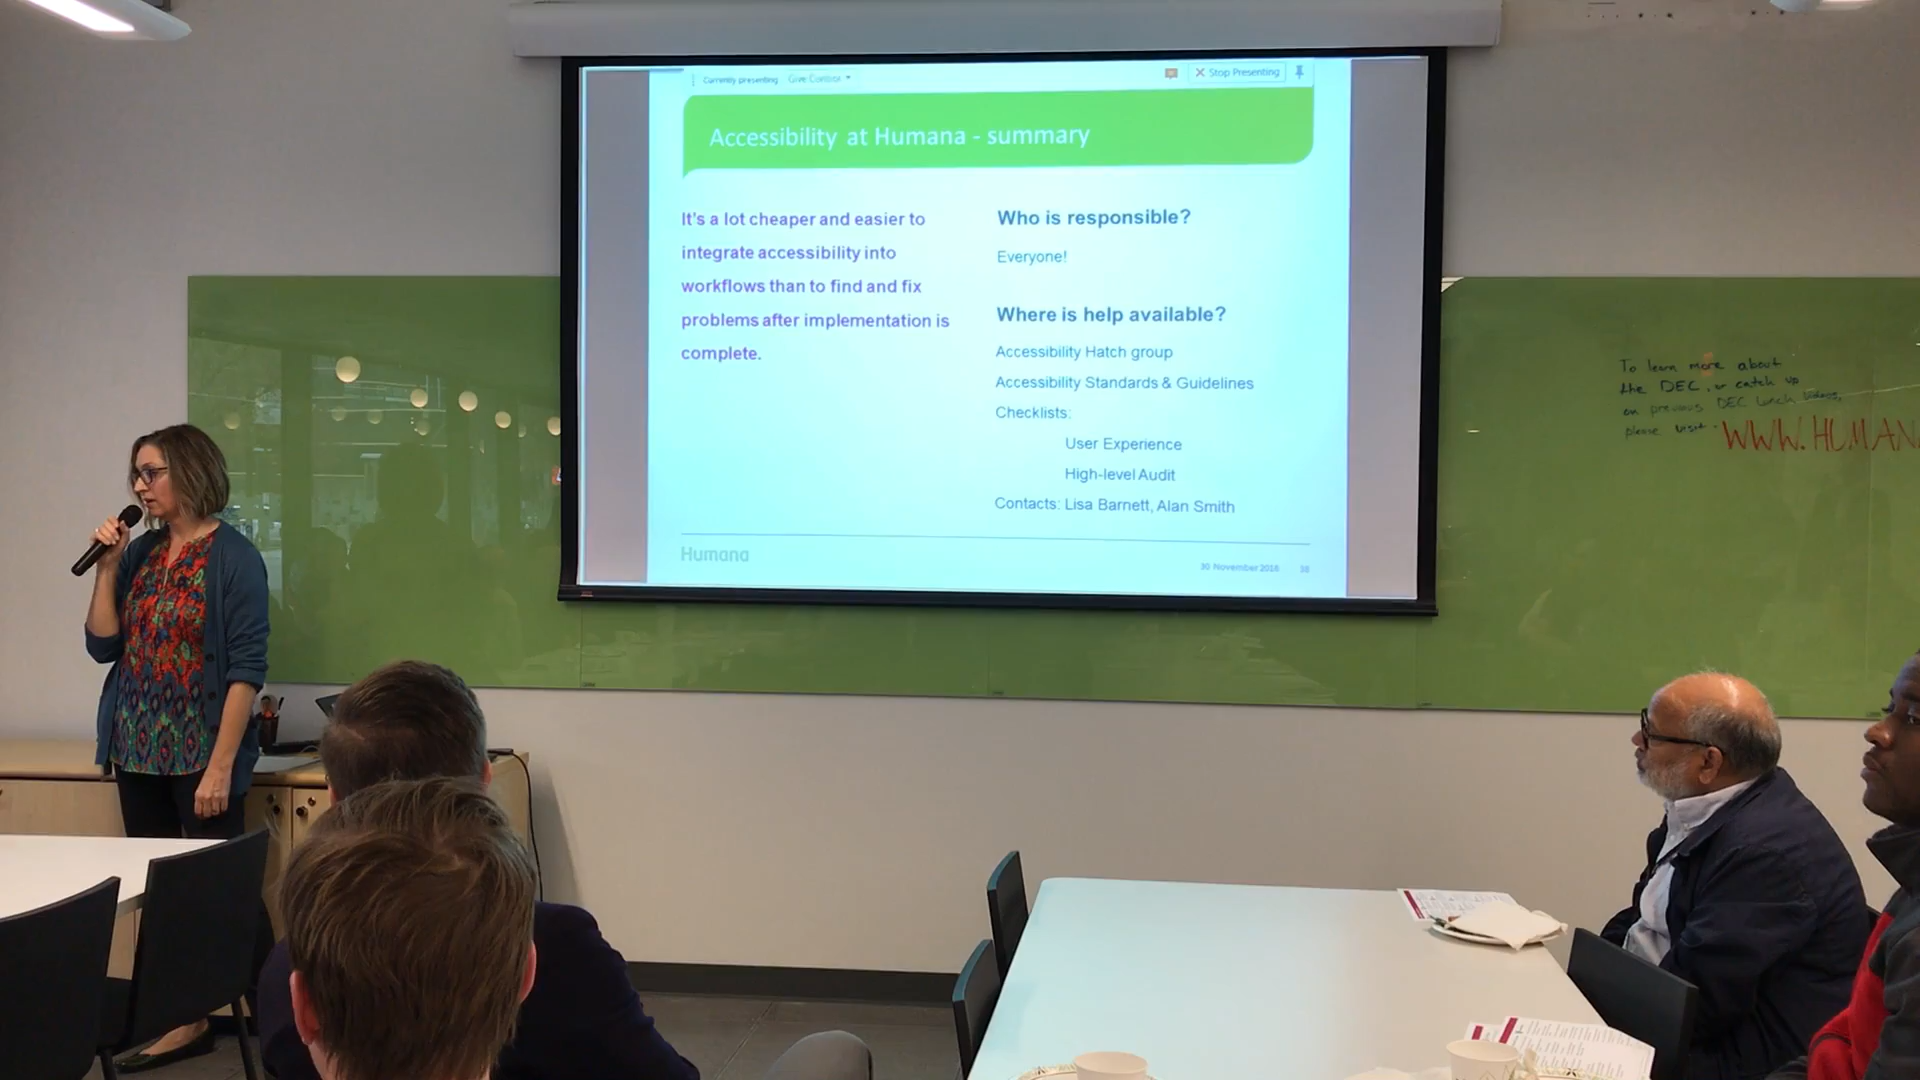 Currently presenting Give Control
Stop Presenting
Accessibility at Humana - summary
It's a lot cheaper and easier to
integrate accessibility into
workflows than to find and fix
problems after implementation is
complete.
Who is responsible?
Everyone!
Where is help available?
Accessibility Hatch group
Accessibility Standards & Guidelines
Checklists:
User Experience
High-level Audit
Contacts: Lisa Barnett, Alan Smith
Humana
30 November 2016 38
To learn more about
the DEC, or catch up
on previous DEC lunch videos,
please visit -
WWW.HUMAN